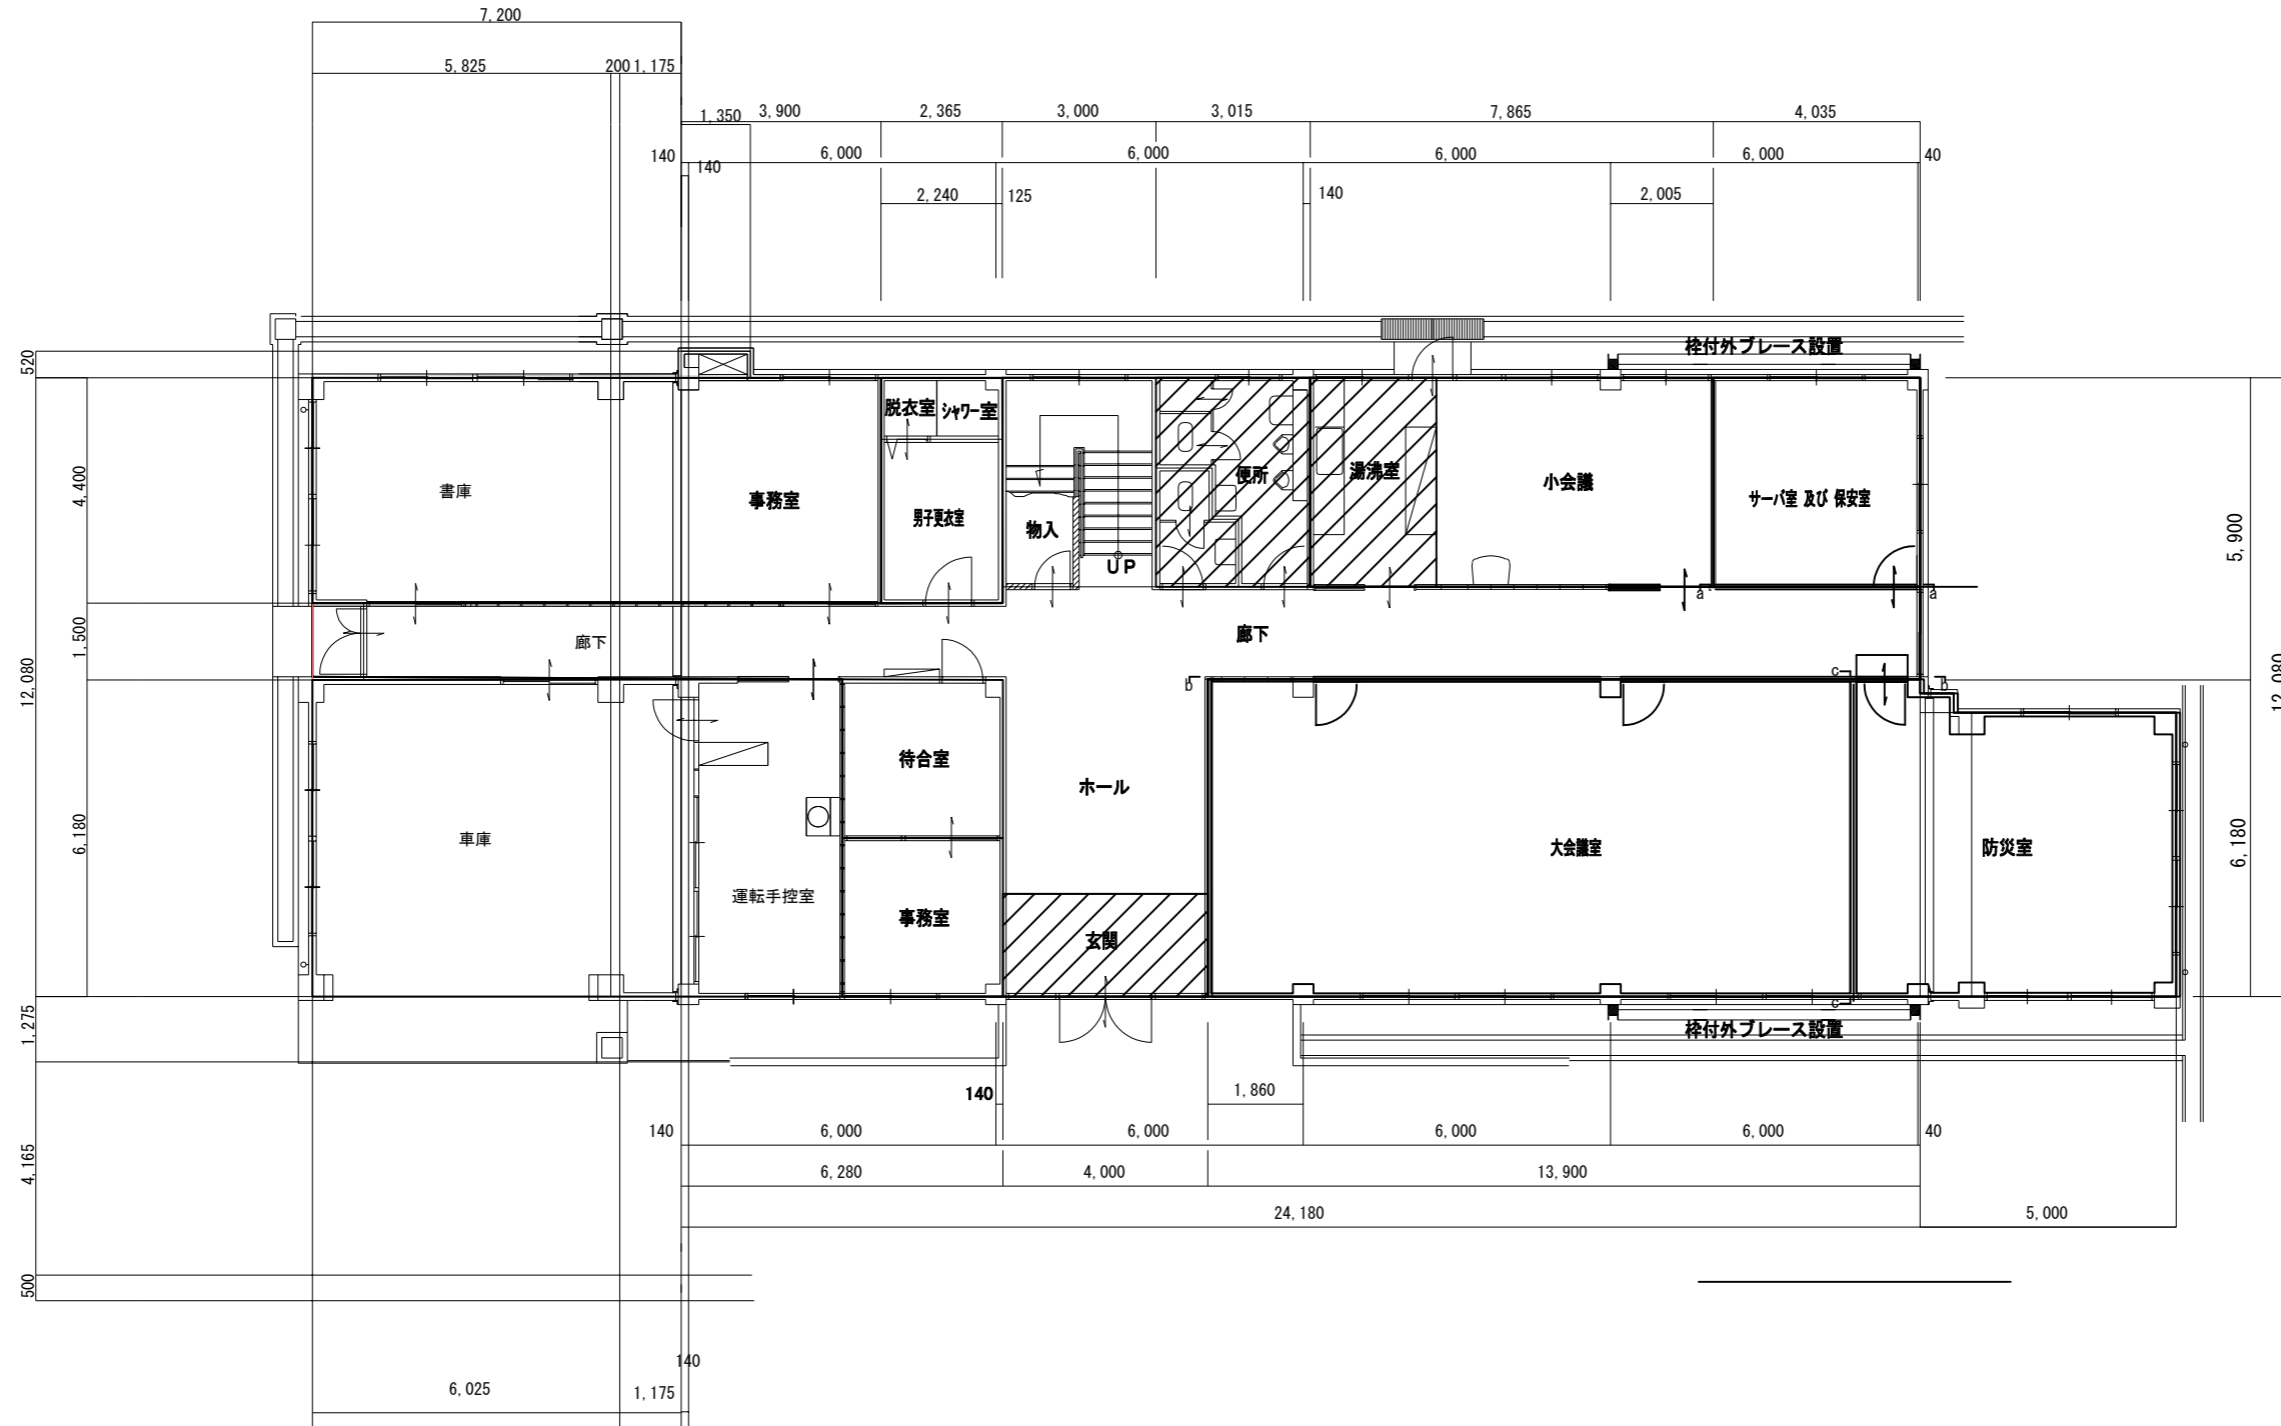 7,200
5,825 200 1,175
1,350 3,900 2,365 3,000 3,015 7,865 4,035
140 140 6,000 6,000 6,000 6,000 40
2,240 125 140 2,005
枠付外ブレース設置
520
脱衣室 シャワー室
4,400 書庫 事務室 男子更衣室 物入 便所 湯沸室 小会議 サーバ室 及び 保安室 5,900
UP
a a
1,500 廊下 廊下
12,080 12,080
b c b
待合室 ホール
6,180 車庫 大会議室 防災室 6,180
運転手控室 事務室 玄関
c
1,275 枠付外ブレース設置
140 1,860
140 6,000 6,000 6,000 6,000 40
4,165 6,280 4,000 13,900
24,180 5,000
500
140
6,025 1,175